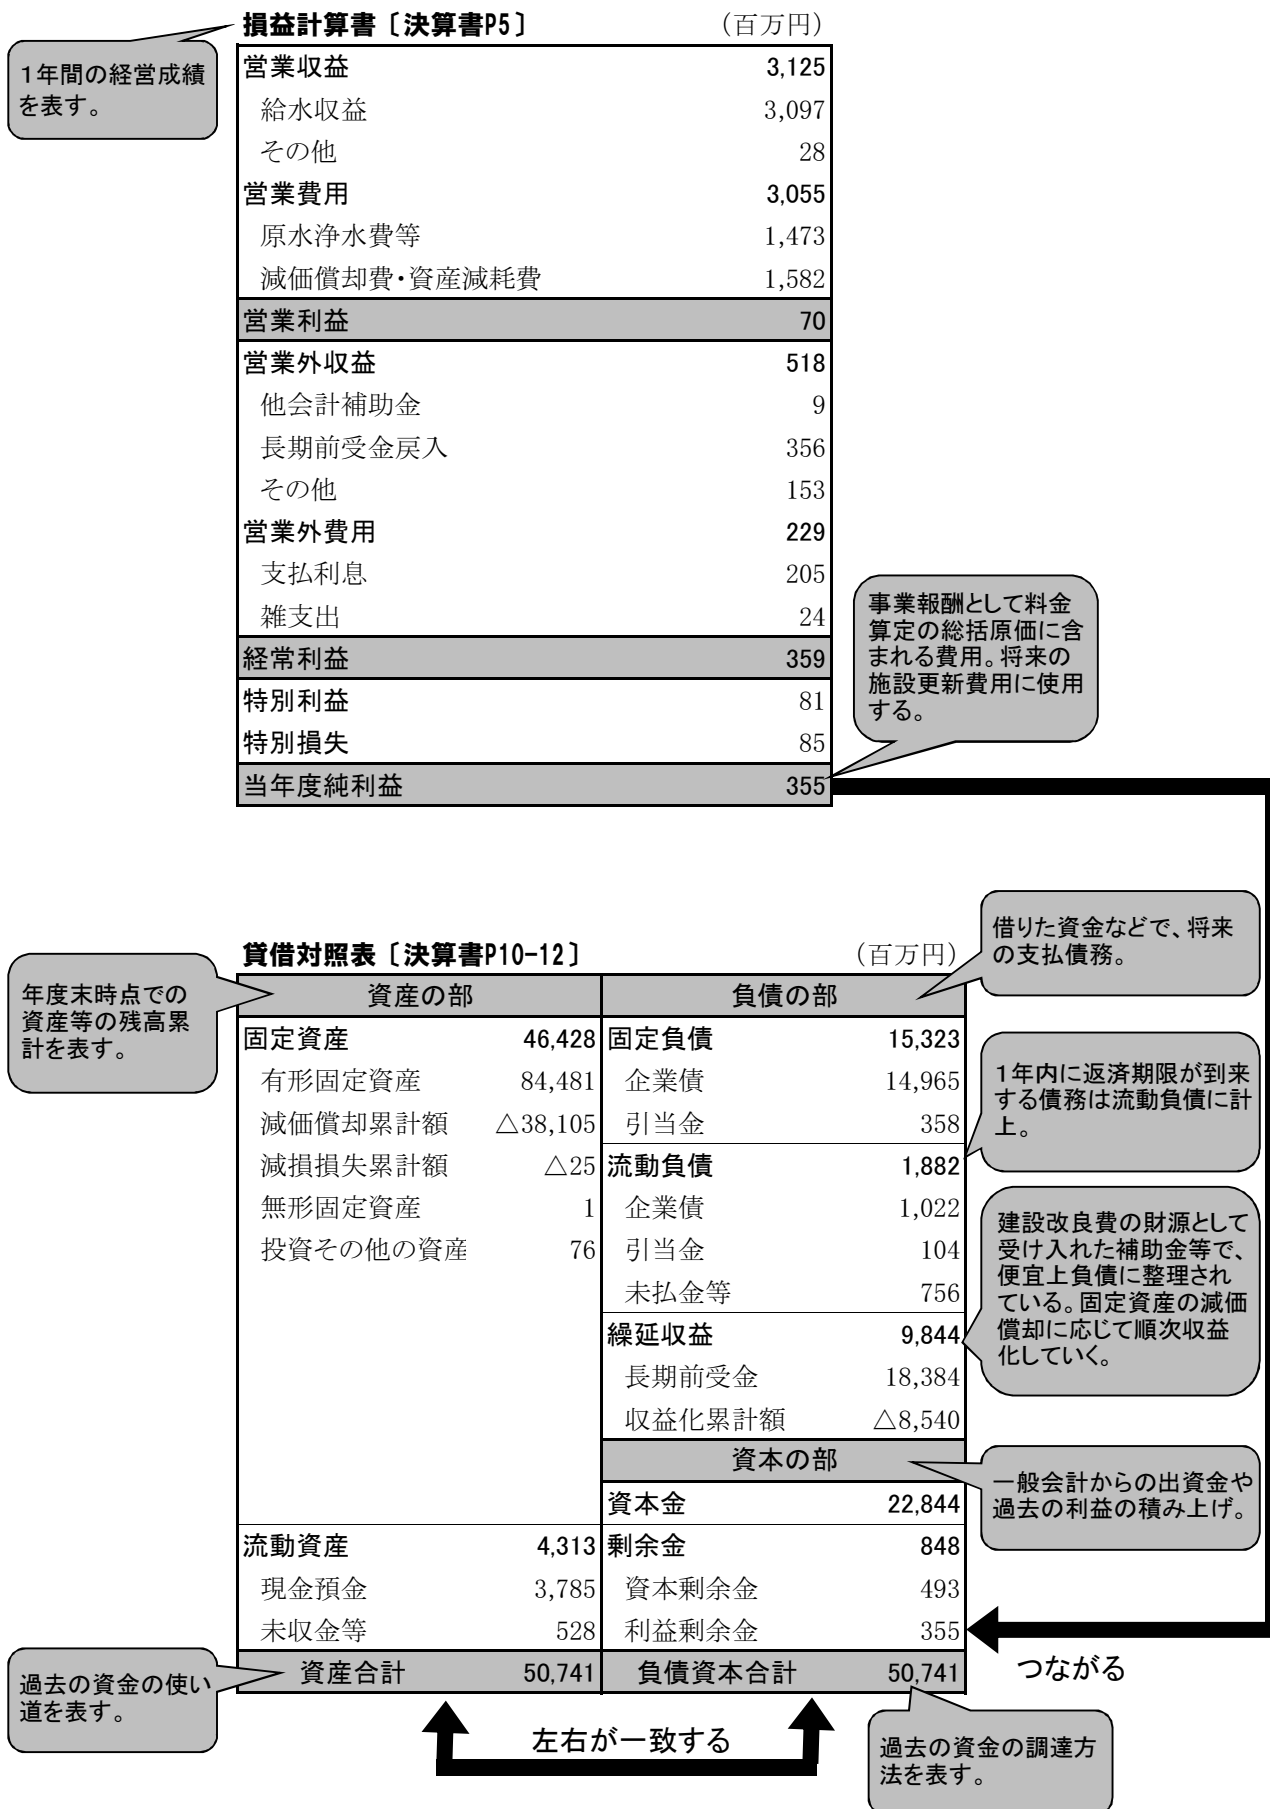 損益計算書〔決算書P5〕 （百万円）
1年間の経営成績
を表す。
営業収益 3,125
給水収益 3,097
その他 28
営業費用 3,055
原水浄水費等 1,473
減価償却費・資産減耗費 1,582
営業利益 70
営業外収益 518
他会計補助金 9
長期前受金戻入 356
その他 153
営業外費用 229
支払利息 205
雑支出 24
経常利益 359
特別利益 81
特別損失 85
当年度純利益 355
事業報酬として料金
算定の総括原価に含
まれる費用。将来の
施設更新費用に使用
する。
貸借対照表〔決算書P10-12〕 （百万円）
年度末時点での
資産等の残高累
計を表す。
借りた資金などで、将来
の支払債務。
資産の部 負債の部
固定資産 46,428 固定負債 15,323
有形固定資産 84,481 企業債 14,965
減価償却累計額 △38,105 引当金 358
減損損失累計額 △25 流動負債 1,882
無形固定資産 1 企業債 1,022
投資その他の資産 76 引当金 104
未払金等 756
繰延収益 9,844
長期前受金 18,384
収益化累計額 △8,540
資本の部
資本金 22,844
流動資産 4,313 剰余金 848
現金預金 3,785 資本剰余金 493
未収金等 528 利益剰余金 355
資産合計 50,741 負債資本合計 50,741
1年内に返済期限が到来
する債務は流動負債に計
上。
建設改良費の財源として
受け入れた補助金等で、
便宜上負債に整理され
ている。固定資産の減価
償却に応じて順次収益
化していく。
一般会計からの出資金や
過去の利益の積み上げ。
つながる
過去の資金の使い
道を表す。
左右が一致する
過去の資金の調達方
法を表す。